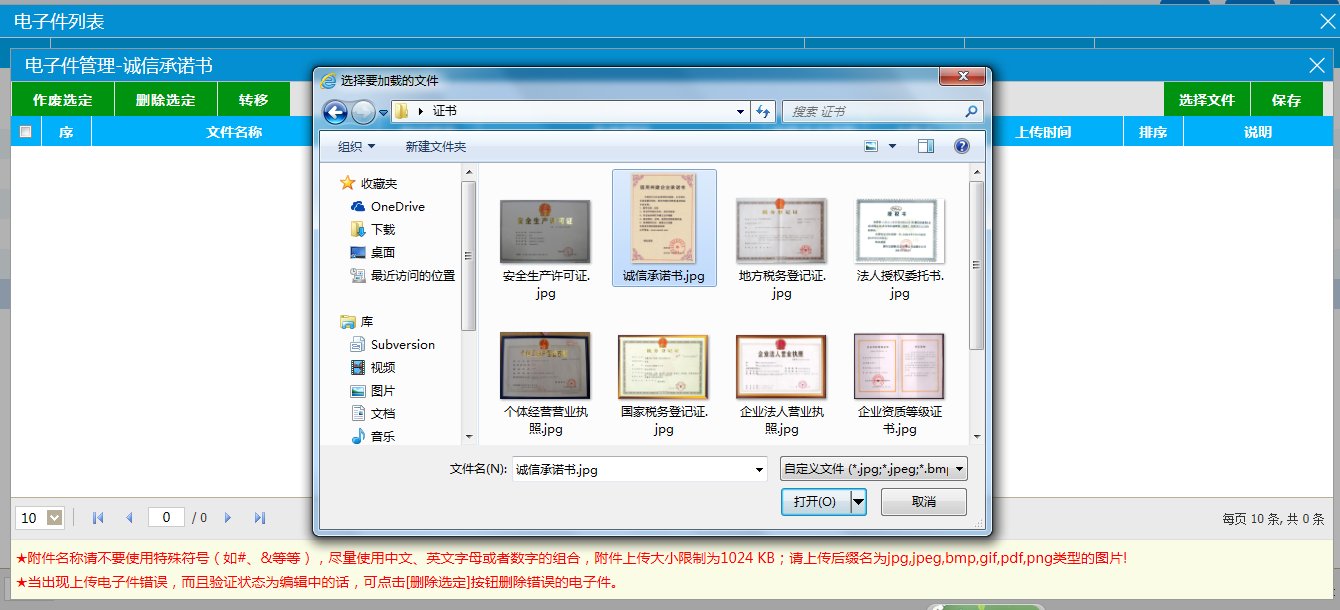 电子件列表
电子件管理-诚信承诺书
作废选定 删除选定 转移 选择文件 保存
序 文件名称 上传时间 排序 说明
选择要加载的文件
证书 搜索 证书
组织 新建文件夹
收藏夹
OneDrive
下载
桌面
最近访问的位置
库
Subversion
视频
图片
文档
音乐
安全生产许可证.jpg
诚信承诺书.jpg
地方税务登记证.jpg
法人授权委托书.jpg
个体经营营业执照.jpg
国家税务登记证.jpg
企业法人营业执照.jpg
企业资质等级证书.jpg
文件名(N): 诚信承诺书.jpg 自定义文件 (*.jpg;*.jpeg;*.bmp
打开(O) 取消
10 0 / 0 每页 10 条, 共 0 条
★附件名称请不要使用特殊符号（如#、&等等），尽量使用中文、英文字母或者数字的组合，附件上传大小限制为1024 KB；请上传后缀名为jpg,jpeg,bmp,gif,pdf,png类型的图片!
★当出现上传电子件错误，而且验证状态为编辑中的话，可点击[删除选定]按钮删除错误的电子件。